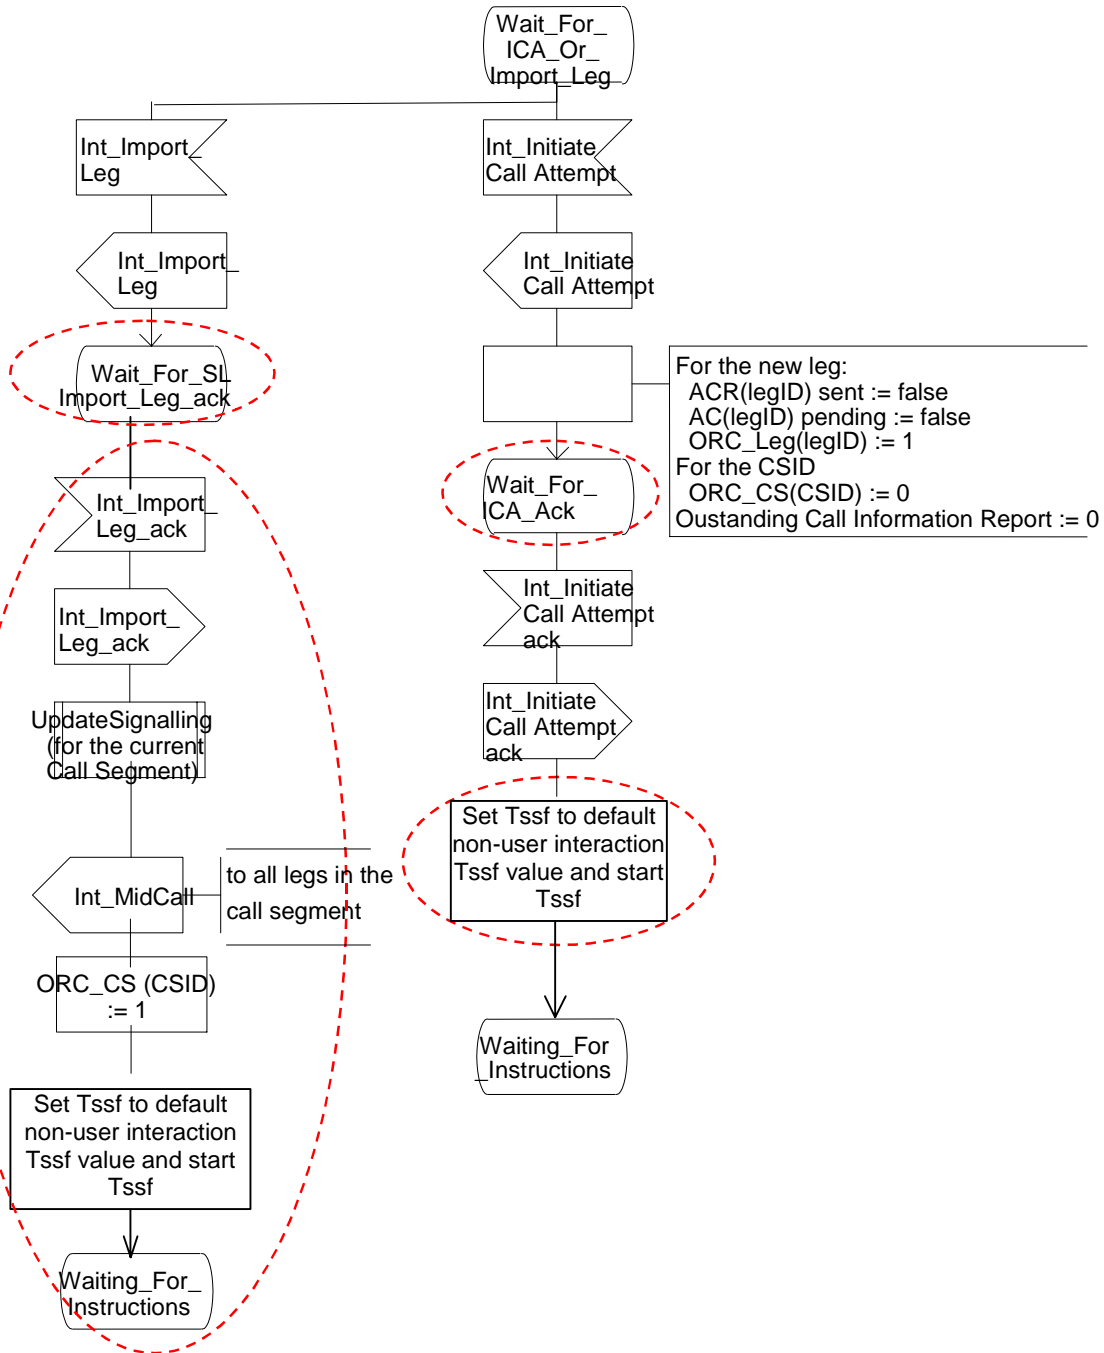 Wait_For_
ICA_Or_
Import_Leg
Int_Import_
Leg
Int_Import_
Leg
Wait_For_SL
Import_Leg_ack
Int_Import_
Leg_ack
Int_Import_
Leg_ack
UpdateSignalling
(for the current
Call Segment)
Int_MidCall
to all legs in the
call segment
ORC_CS (CSID)
:= 1
Set Tssf to default
non-user interaction
Tssf value and start
Tssf
Waiting_For_
Instructions
Int_Initiate
Call Attempt
Int_Initiate
Call Attempt
For the new leg:
ACR(legID) sent := false
AC(legID) pending := false
ORC_Leg(legID) := 1
For the CSID
ORC_CS(CSID) := 0
Oustanding Call Information Report := 0
Wait_For_
ICA_Ack
Int_Initiate
Call Attempt
ack
Int_Initiate
Call Attempt
ack
Set Tssf to default
non-user interaction
Tssf value and start
Tssf
Waiting_For
_Instructions